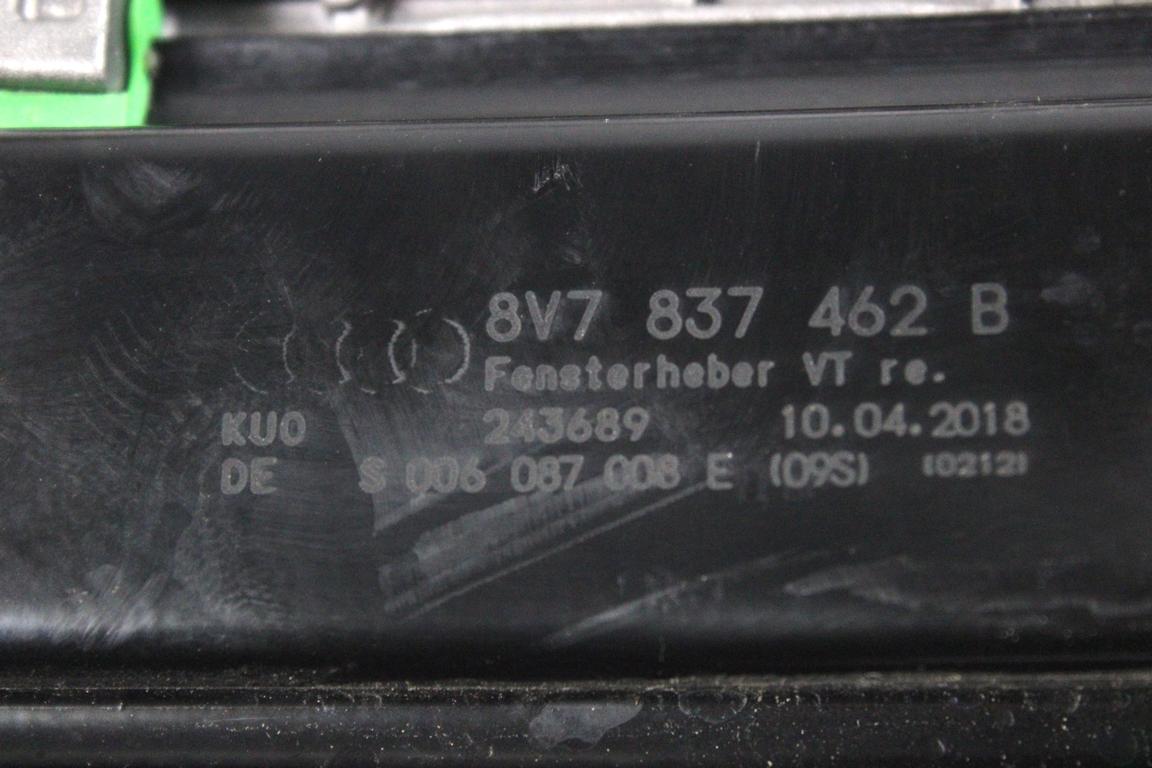 8V7 837 462 B
Fensterheber VT re.
KUO 243689 10.04.2018
DE S 006 087 008 E (09S) (0212)